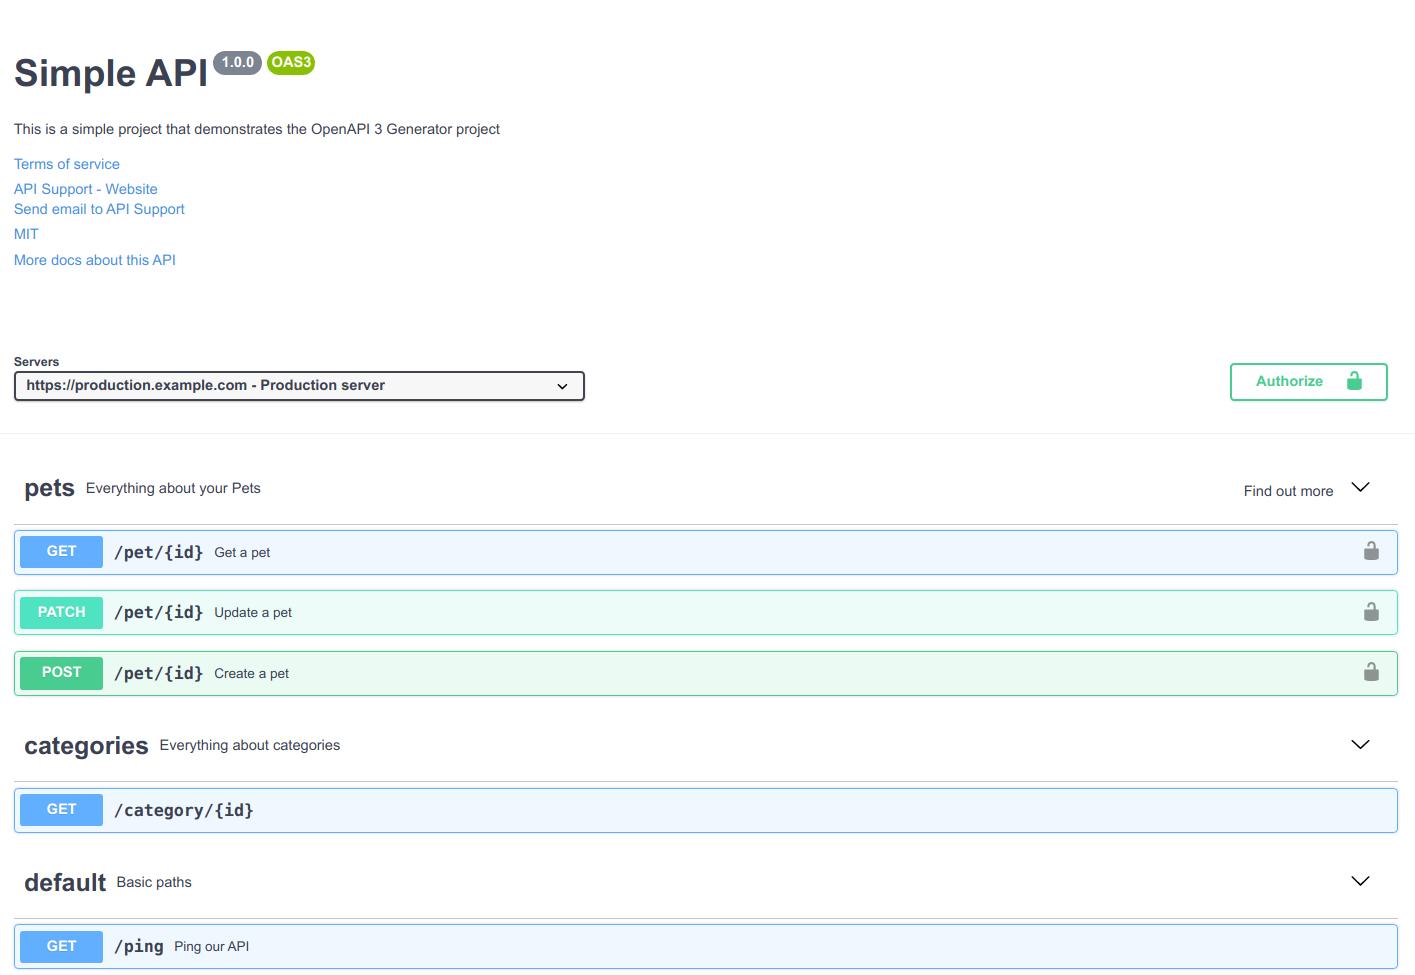 Simple API 1.0.0 OAS3
This is a simple project that demonstrates the OpenAPI 3 Generator project
Terms of service
API Support - Website
Send email to API Support
MIT
More docs about this API
Servers
https://production.example.com - Production server
Authorize
pets Everything about your Pets Find out more
GET /pet/{id} Get a pet
PATCH /pet/{id} Update a pet
POST /pet/{id} Create a pet
categories Everything about categories
GET /category/{id}
default Basic paths
GET /ping Ping our API